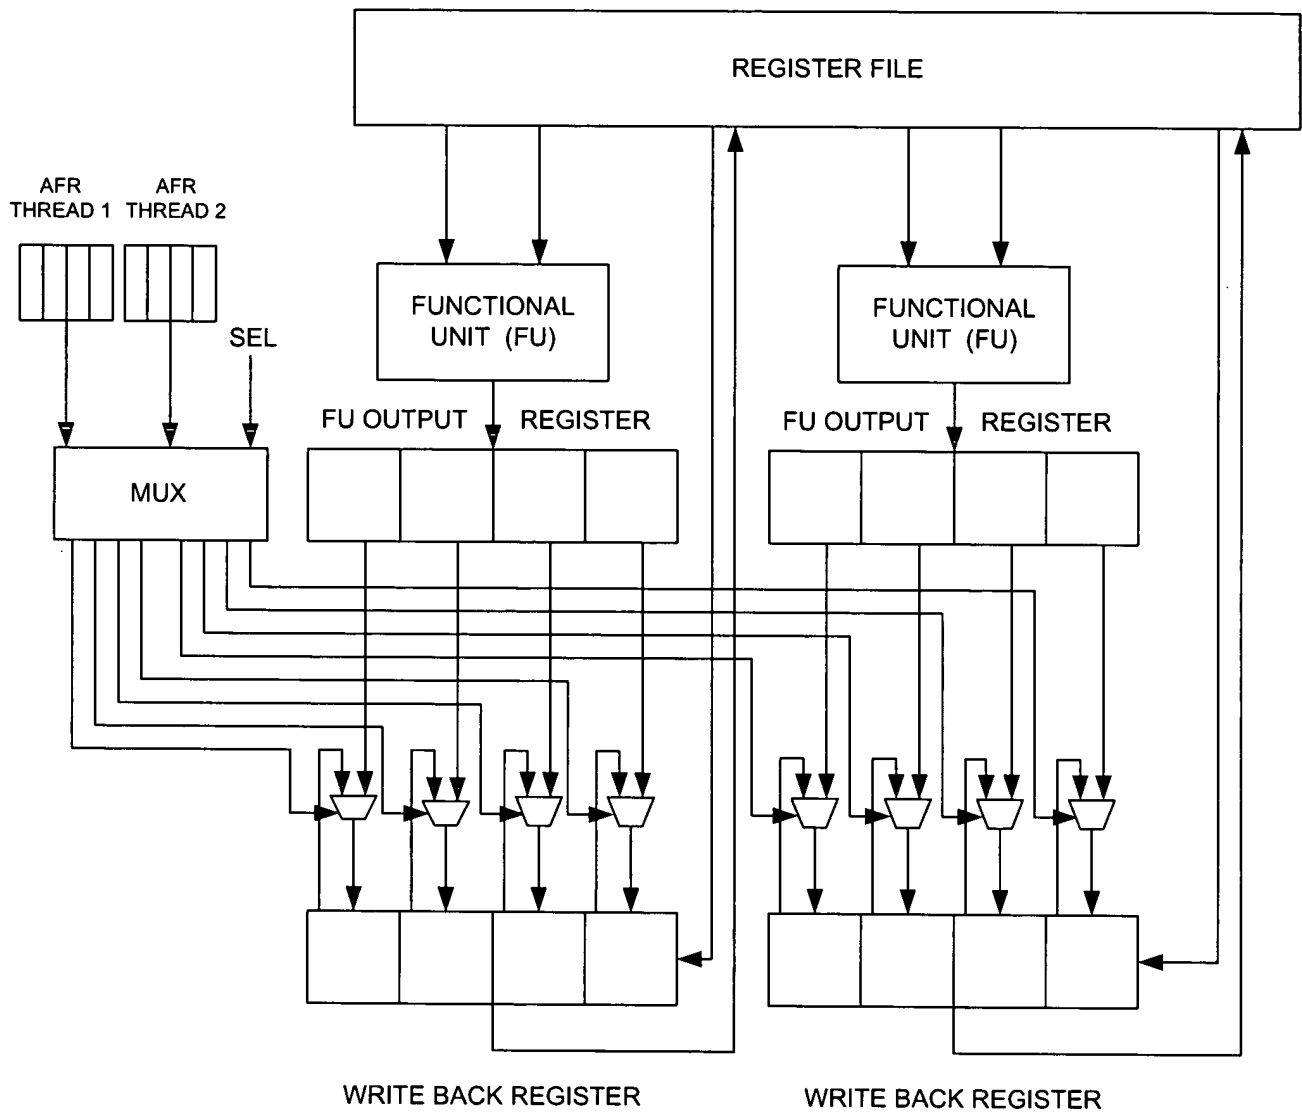 REGISTER FILE
AFR
THREAD 1
AFR
THREAD 2
SEL
FUNCTIONAL
UNIT (FU)
FUNCTIONAL
UNIT (FU)
FU OUTPUT REGISTER
FU OUTPUT REGISTER
MUX
WRITE BACK REGISTER
WRITE BACK REGISTER